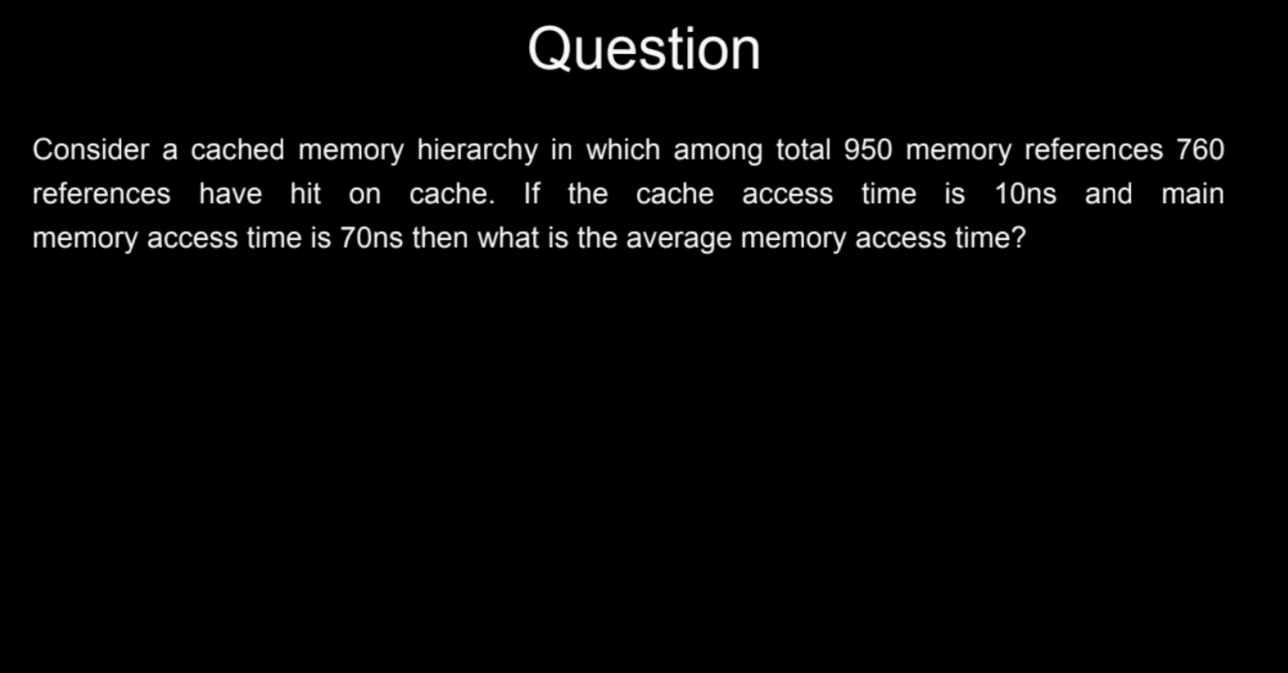 Question
Consider a cached memory hierarchy in which among total 950 memory references 760
references have hit on cache. If the cache access time is 10ns and main
memory access time is 70ns then what is the average memory access time?